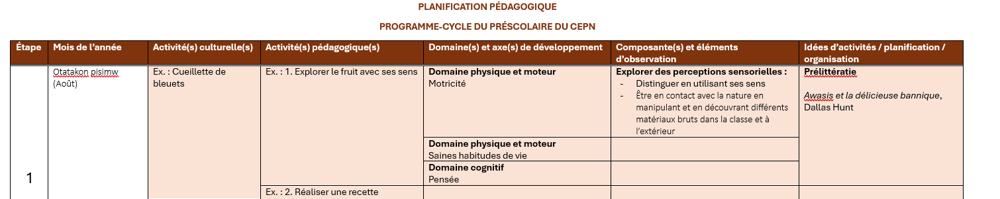 PLANIFICATION PÉDAGOGIQUE
PROGRAMME-CYCLE DU PRÉSCOLAIRE DU CEPN
Étape
Mois de l'année
Activité(s) culturelle(s)
Activité(s) pédagogique(s)
Domaine(s) et axe(s) de développement
Composante(s) et éléments
d'observation
Idées d'activités / planification /
organisation
1
Otatakon pisimw
(Août)
Ex. : Cueillette de
bleuets
Ex. : 1. Explorer le fruit avec ses sens
Domaine physique et moteur
Motricité
Explorer des perceptions sensorielles :
- Distinguer en utilisant ses sens
- Être en contact avec la nature en
manipulant et en découvrant différents
matériaux bruts dans la classe et à
l'extérieur
Prélittératie
Awasis et la délicieuse bannique,
Dallas Hunt
Domaine physique et moteur
Saines habitudes de vie
Domaine cognitif
Pensée
Ex. : 2. Réaliser une recette